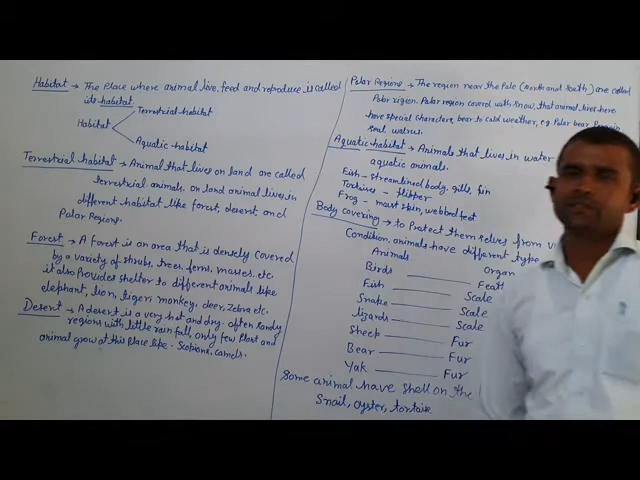 Habitat → The Place where animal live, feed and reproduce is called
its habitat
Habitat
Terrestrial habitat
Aquatic habitat
Terrestrial habitat → Animal that lives on land are called
terrestrial animals, on land animal lives in
different habitat like forest, desert, and
Polar Regions.
Forest → A forest is an area that is densely covered
by a variety of shrubs, trees, ferns, masses, etc.
it also Provides shelter to different animals like
elephant, lion, tiger, monkey, deer, Zebra etc.
Desert → A desert is a very hot and dry. often Sandy
regions with little rain fall, only few Plant and
animal grow at this place like - Scopions, camels.
Polar Regions → The region near the Pole (North and South) are called
Polar region. Polar region covered with Snow, that animal lives here
have special characters, bear to cold weather, e.g. Polar bear
Seal walrus.
Aquatic habitat → Animals that lives in water
aquatic animals.
Fish - streamlined body, gills, fin
Tortoises - flipper
Frog - moist skin, webbed feet
Body covering → to Protect them selves from
Condition, animals have different type
Animals Organ
Birds Feath
Fish Scale
Snake Scale
lizards Scale
Sheep Fur
Bear Fur
Yak Fur
Some animal have shell on the
Snail, oyster, tortoise